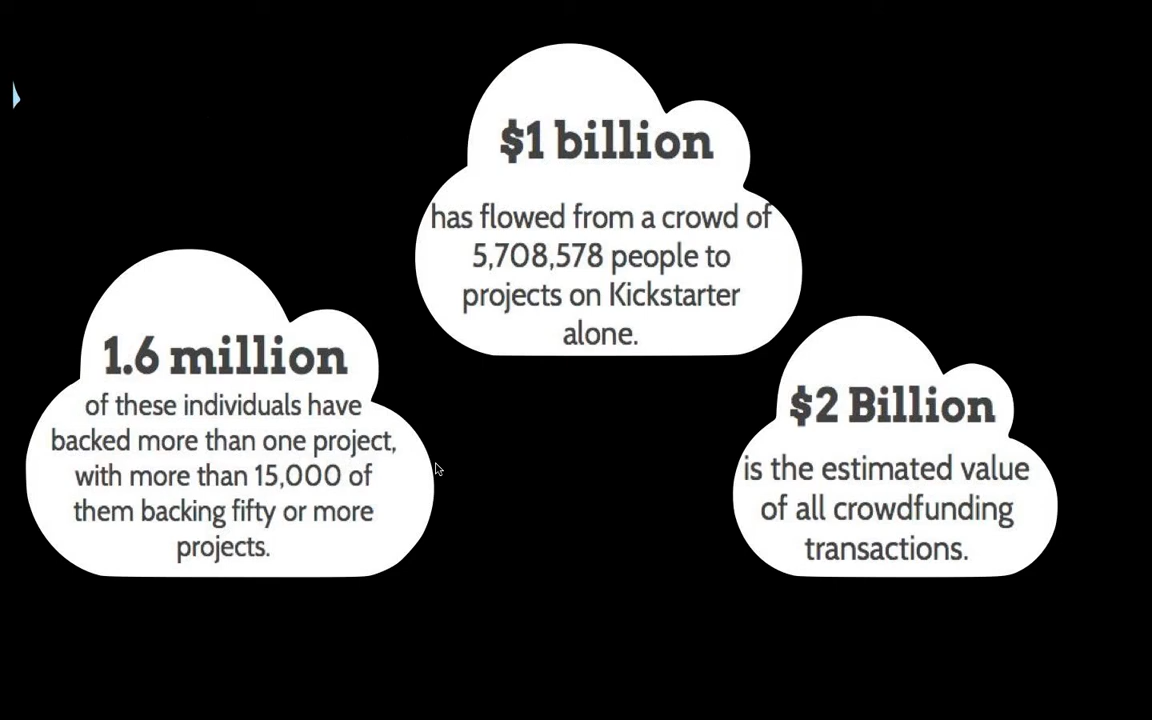 $1 billion
has flowed from a crowd of
5,708,578 people to
projects on Kickstarter
alone.
1.6 million
of these individuals have
backed more than one project,
with more than 15,000 of
them backing fifty or more
projects.
$2 Billion
is the estimated value
of all crowdfunding
transactions.